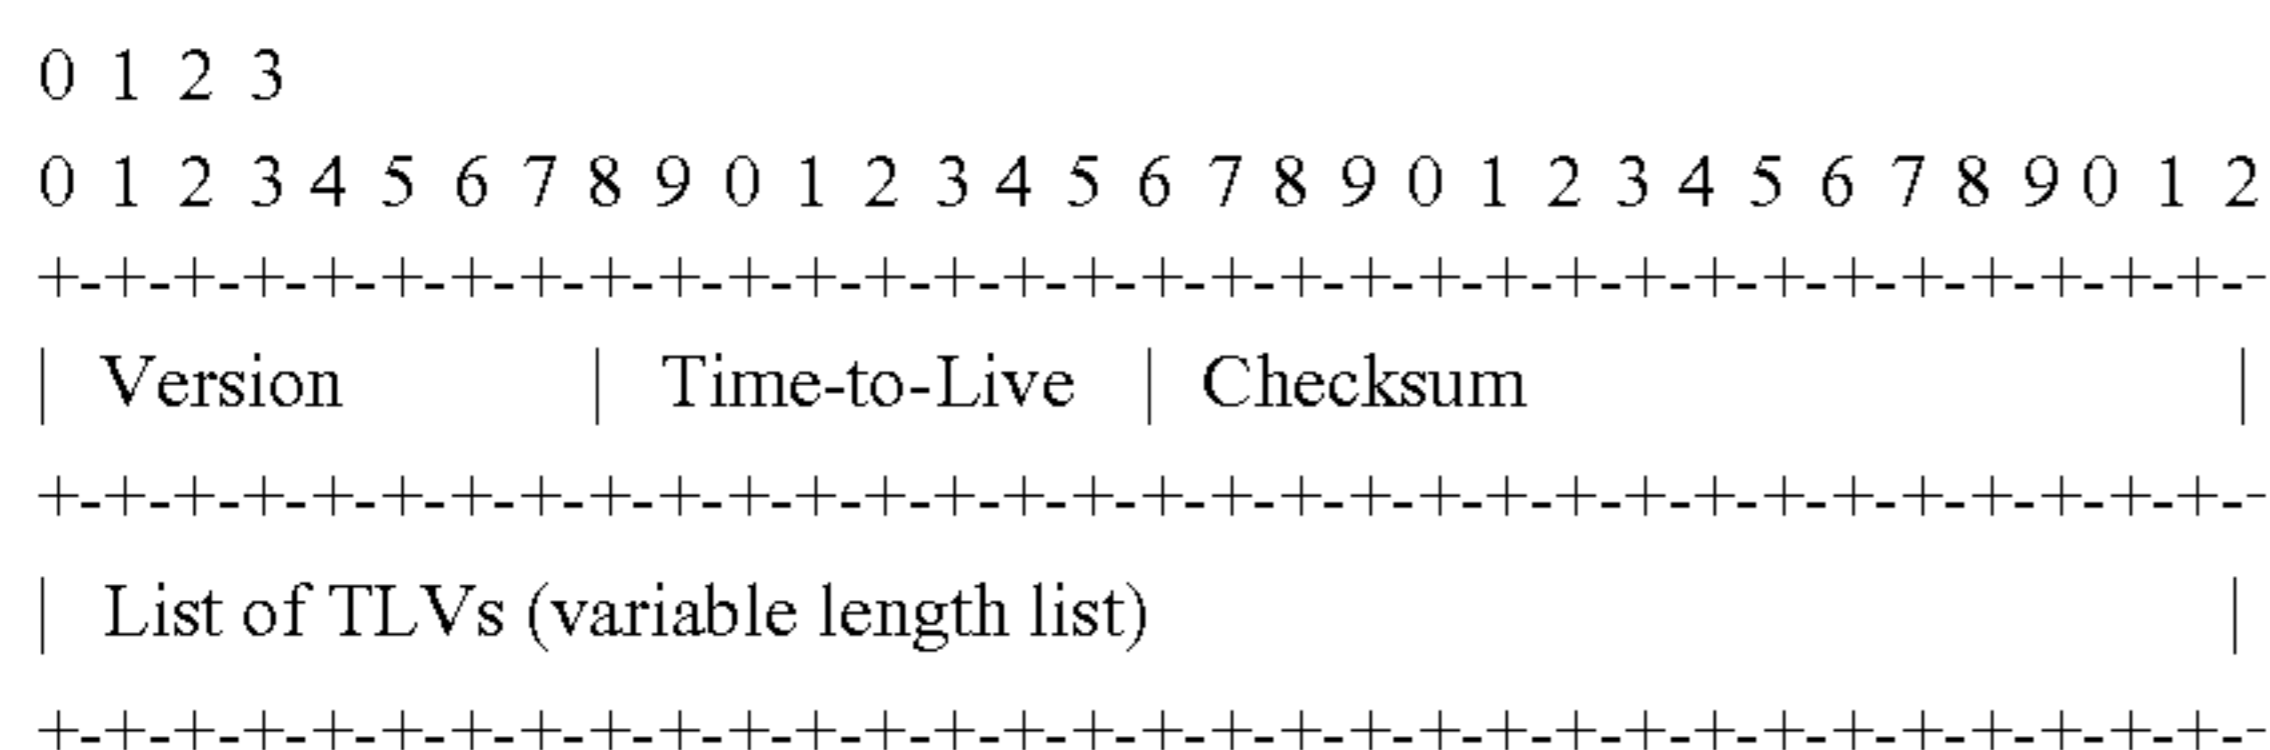 0 1 2 3
0 1 2 3 4 5 6 7 8 9 0 1 2 3 4 5 6 7 8 9 0 1 2 3 4 5 6 7 8 9 0 1 2
+-+-+-+-+-+-+-+-+-+-+-+-+-+-+-+-+-+-+-+-+-+-+-+-+-+-+-+-+-+-+-+-+--
| Version | Time-to-Live | Checksum |
+-+-+-+-+-+-+-+-+-+-+-+-+-+-+-+-+-+-+-+-+-+-+-+-+-+-+-+-+-+-+-+-+--
| List of TLVs (variable length list) |
+-+-+-+-+-+-+-+-+-+-+-+-+-+-+-+-+-+-+-+-+-+-+-+-+-+-+-+-+-+-+-+-+--